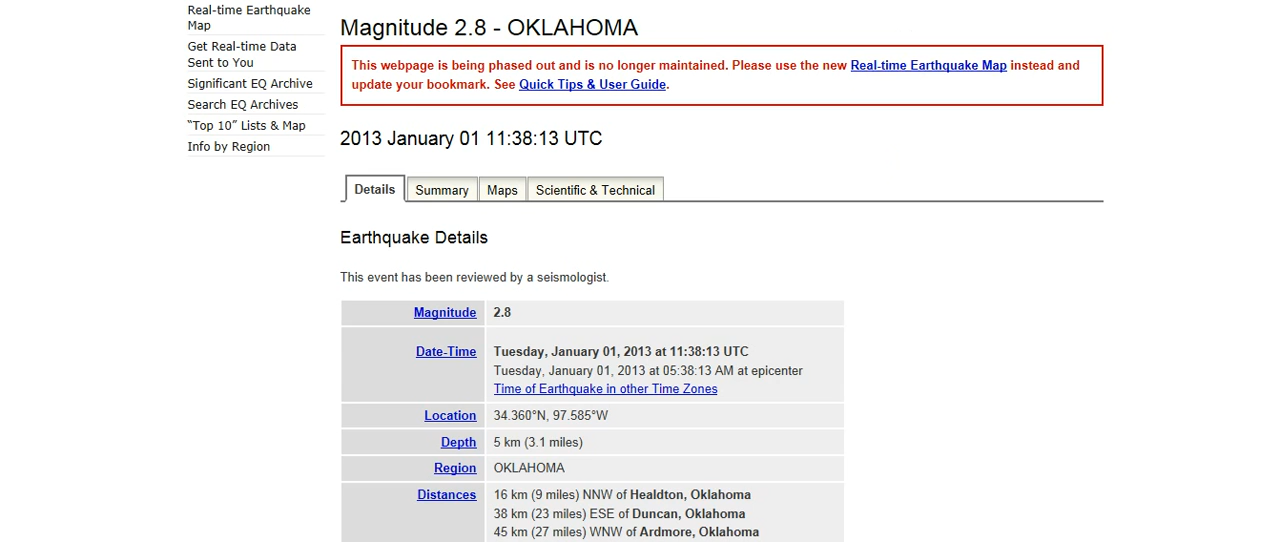 Real-time Earthquake
Map
Get Real-time Data
Sent to You
Significant EQ Archive
Search EQ Archives
“Top 10” Lists & Map
Info by Region
Magnitude 2.8 - OKLAHOMA
This webpage is being phased out and is no longer maintained. Please use the new Real-time Earthquake Map instead and
update your bookmark. See Quick Tips & User Guide.
2013 January 01 11:38:13 UTC
Details Summary Maps Scientific & Technical
Earthquake Details
This event has been reviewed by a seismologist.
Magnitude 2.8
Date-Time Tuesday, January 01, 2013 at 11:38:13 UTC
Tuesday, January 01, 2013 at 05:38:13 AM at epicenter
Time of Earthquake in other Time Zones
Location 34.360°N, 97.585°W
Depth 5 km (3.1 miles)
Region OKLAHOMA
Distances 16 km (9 miles) NNW of Healdton, Oklahoma
38 km (23 miles) ESE of Duncan, Oklahoma
45 km (27 miles) WNW of Ardmore, Oklahoma